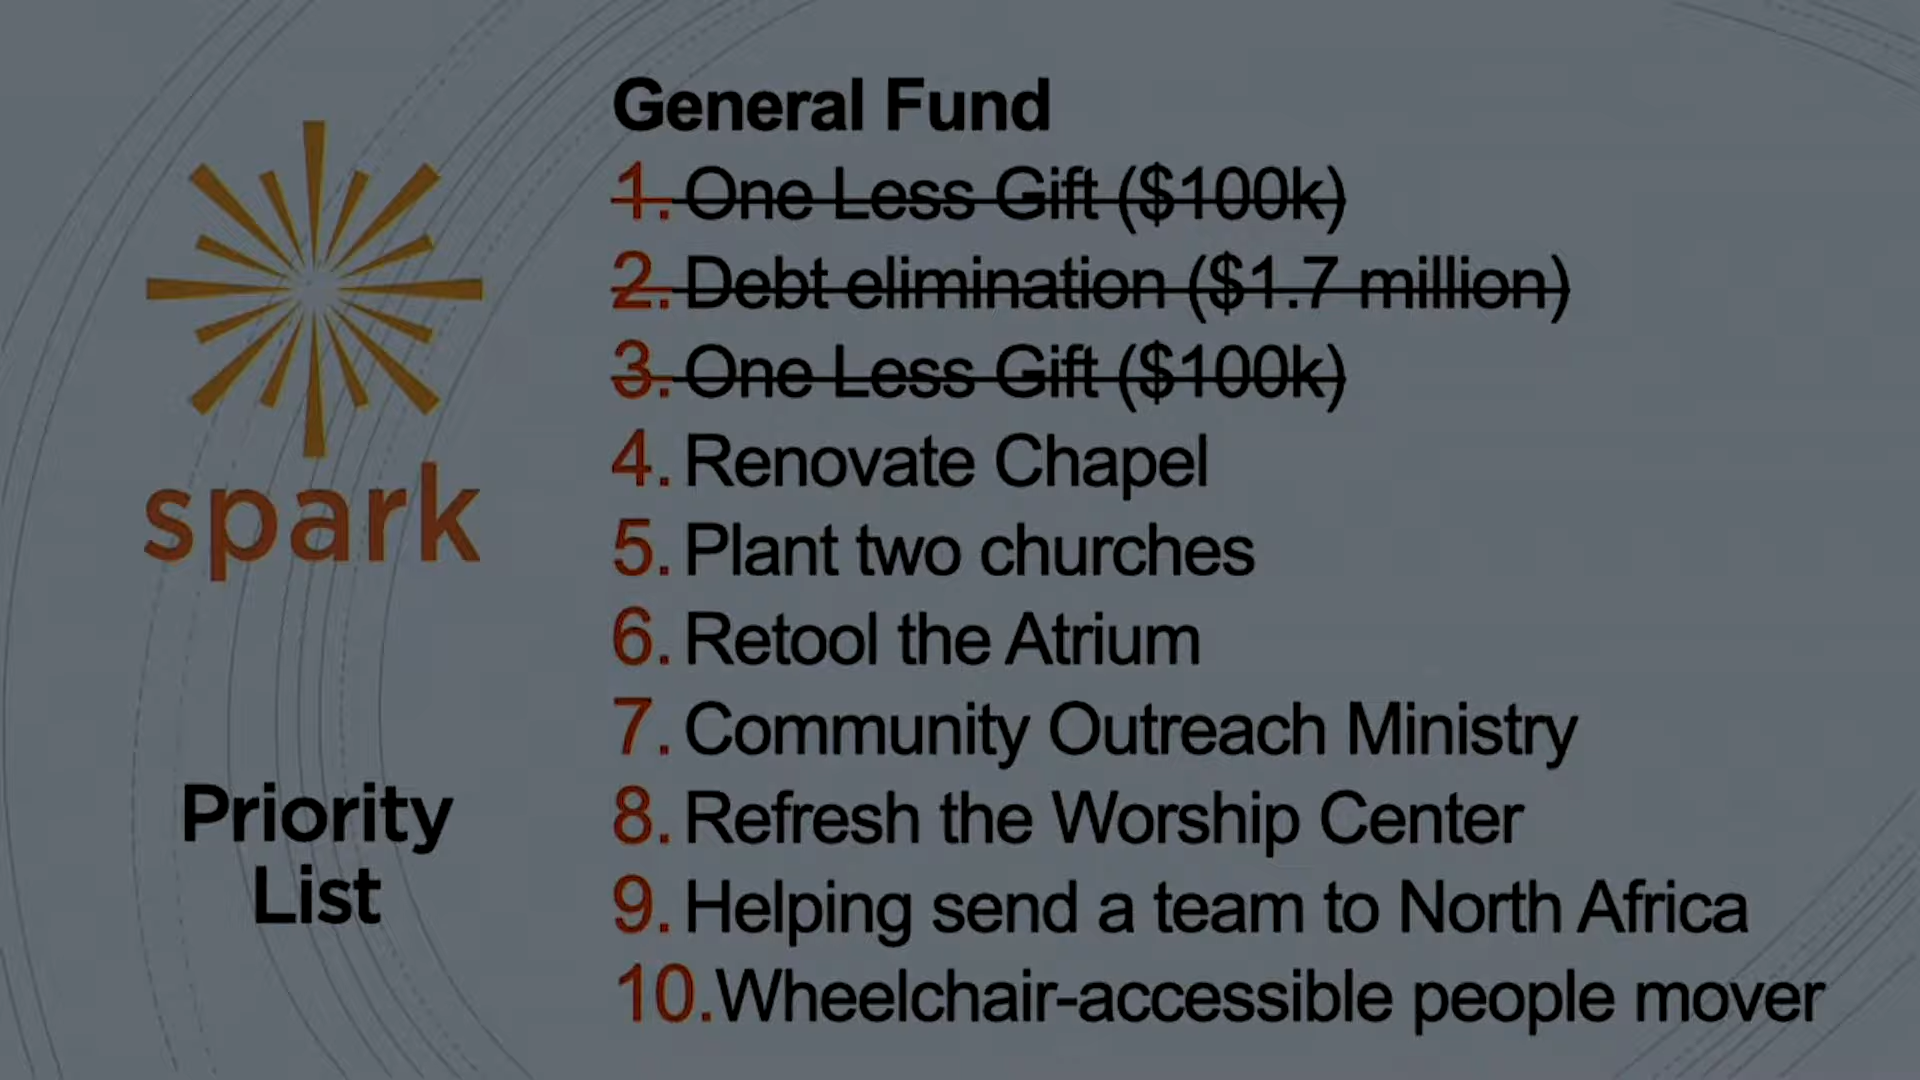 spark
Priority
List
General Fund
1. One Less Gift ($100k)
2. Debt elimination ($1.7 million)
3. One Less Gift ($100k)
4. Renovate Chapel
5. Plant two churches
6. Retool the Atrium
7. Community Outreach Ministry
8. Refresh the Worship Center
9. Helping send a team to North Africa
10. Wheelchair-accessible people mover